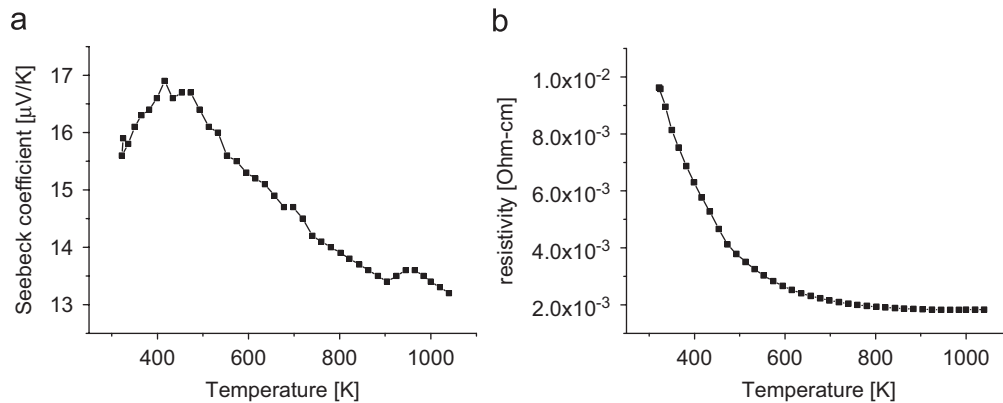 a
Seebeck coefficient [µV/K]
17
16
15
14
13
400
600
800
1000
Temperature [K]
b
resistivity [Ohm-cm]
1.0x10-2
8.0x10-3
6.0x10-3
4.0x10-3
2.0x10-3
400
600
800
1000
Temperature [K]